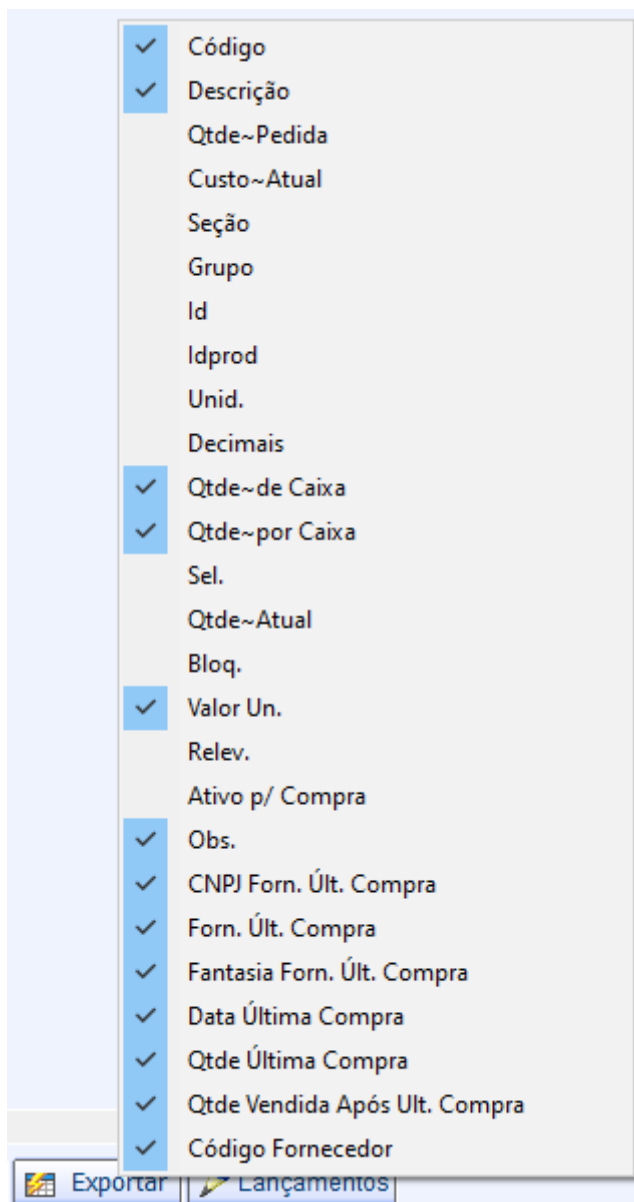 Código
Descrição
Qtde~Pedida
Custo~Atual
Seção
Grupo
Id
Idprod
Unid.
Decimais
Qtde~de Caixa
Qtde~por Caixa
Sel.
Qtde~Atual
Bloq.
Valor Un.
Relev.
Ativo p/ Compra
Obs.
CNPJ Forn. Últ. Compra
Forn. Últ. Compra
Fantasia Forn. Últ. Compra
Data Última Compra
Qtde Última Compra
Qtde Vendida Após Ult. Compra
Código Fornecedor
Exportar Lançamentos